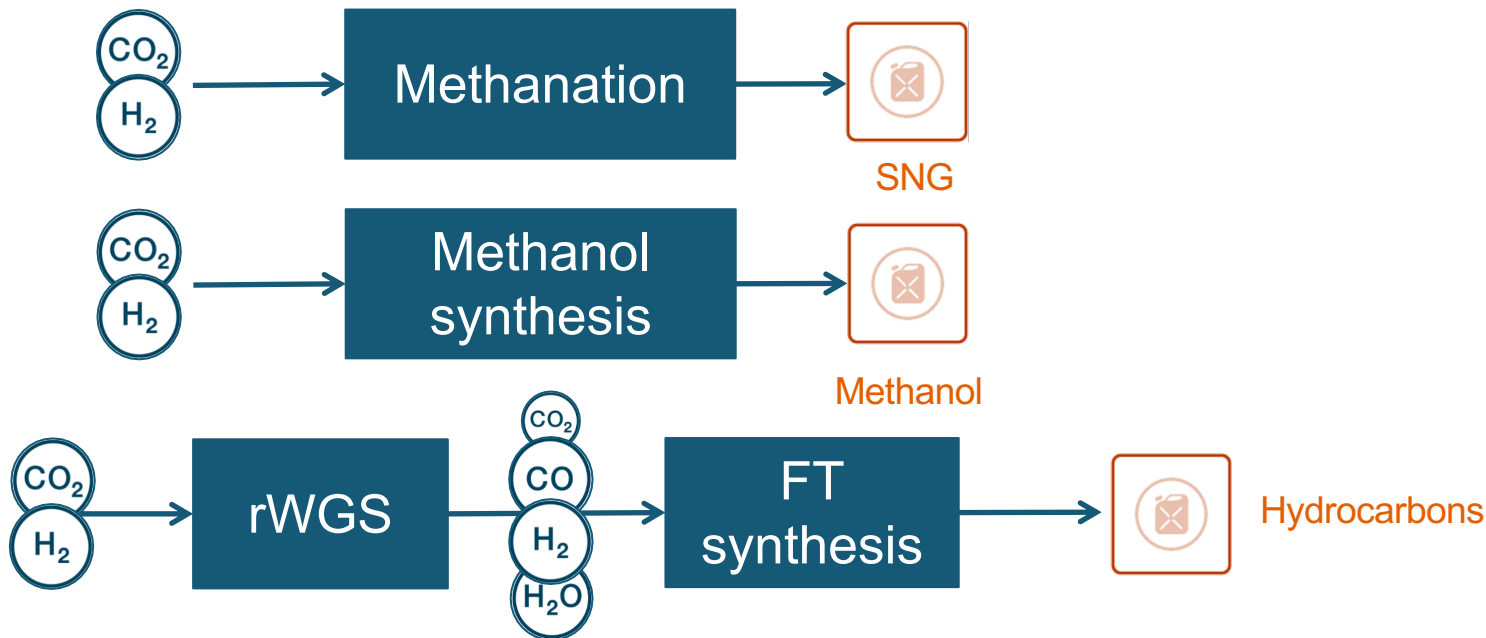 CO₂
H₂
Methanation
SNG
CO₂
H₂
Methanol
synthesis
Methanol
CO₂
H₂
rWGS
CO₂
CO
H₂
H₂O
FT
synthesis
Hydrocarbons